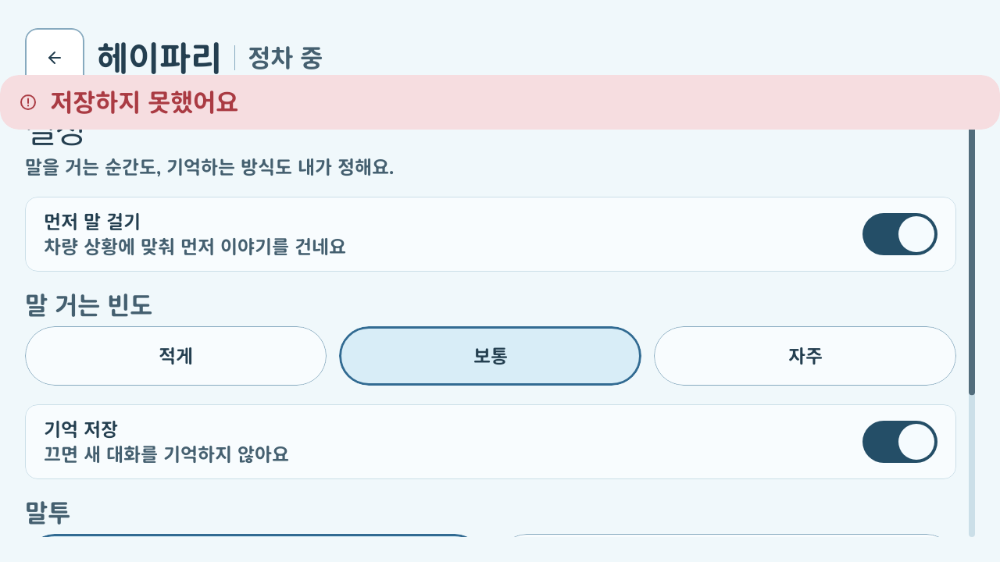 헤이파리
정차 중
저장하지 못했어요
말을 거는 순간도, 기억하는 방식도 내가 정해요.
먼저 말 걸기
차량 상황에 맞춰 먼저 이야기를 건네요
말 거는 빈도
적게
보통
자주
기억 저장
끄면 새 대화를 기억하지 않아요
말투